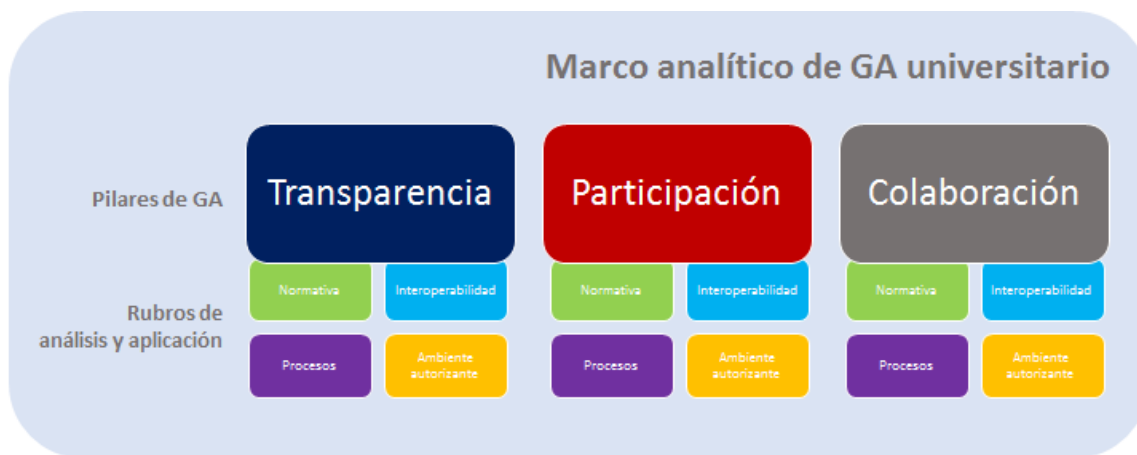 Marco analítico de GA universitario
Pilares de GA
Transparencia
Participación
Colaboración
Rubros de
análisis y aplicación
Normativa
Interoperabilidad
Normativa
Interoperabilidad
Normativa
Interoperabilidad
Procesos
Ambiente
autorizante
Procesos
Ambiente
autorizante
Procesos
Ambiente
autorizante